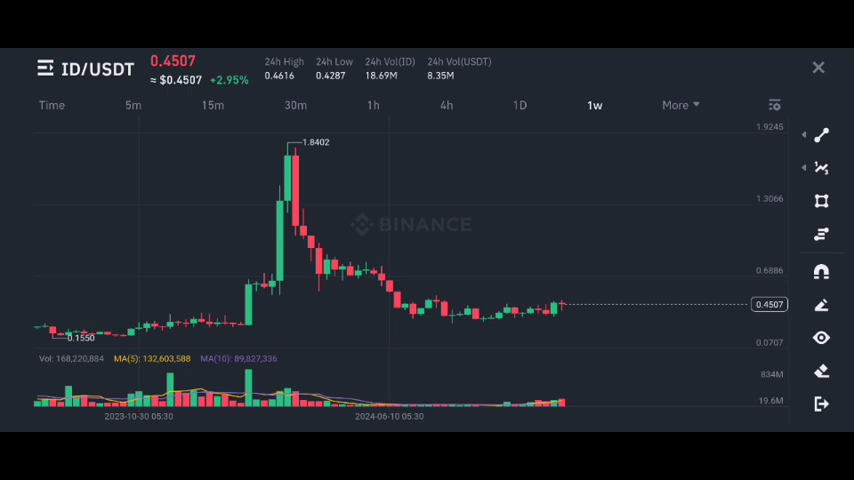 ID/USDT
0.4507
≈ $0.4507 +2.95%
24h High 24h Low 24h Vol(ID) 24h Vol(USDT)
0.4616 0.4287 18.69M 8.35M
Time 5m 15m 30m 1h 4h 1D 1w More
1.9245
1.8402
1.3066
BINANCE
0.6886
0.4507
0.1550
0.0707
Vol: 168,220,884 MA(5): 132,603,588 MA(10): 89,827,336
834M
19.6M
2023-10-30 05:30 2024-06-10 05:30